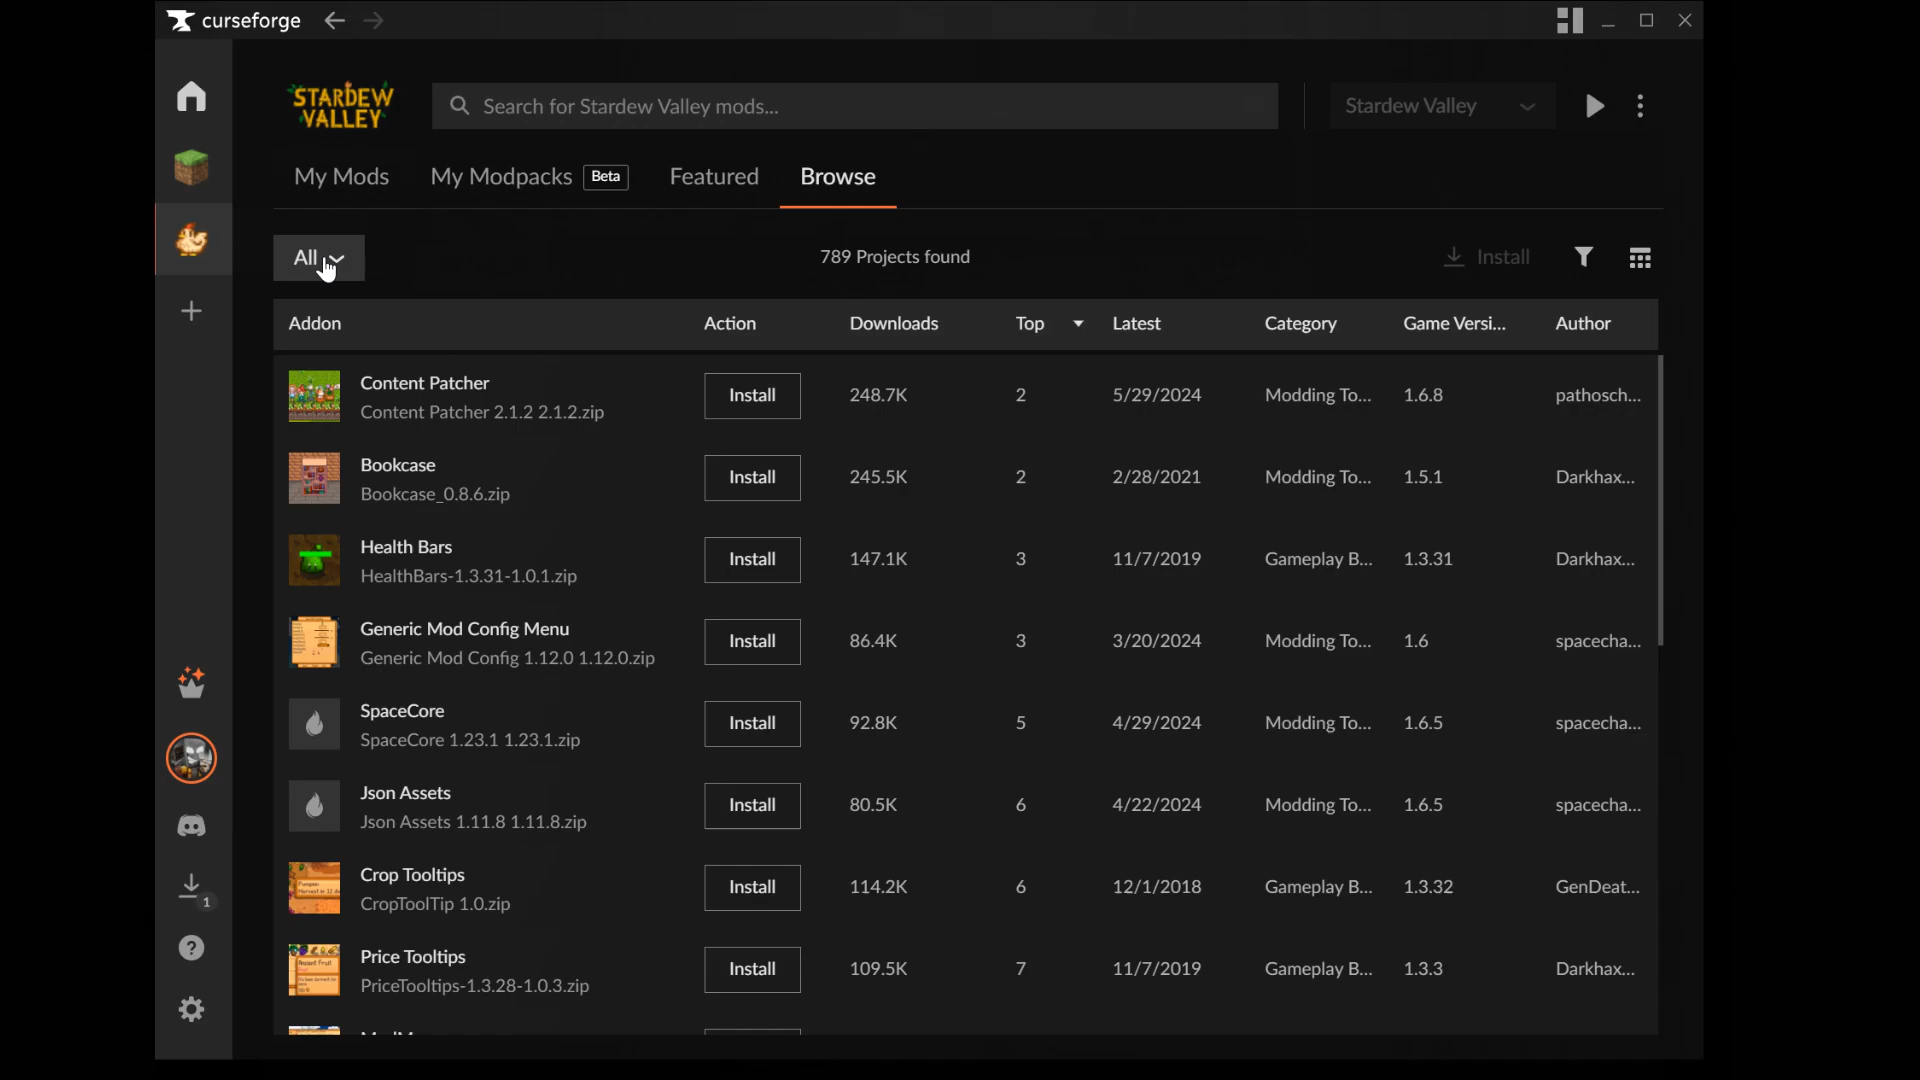 curseforge
STARDEW
VALLEY
Search for Stardew Valley mods...
Stardew Valley
My Mods
My Modpacks
Beta
Featured
Browse
All
789 Projects found
Install
Addon
Action
Downloads
Top
Latest
Category
Game Versi...
Author
Content Patcher
Content Patcher 2.1.2 2.1.2.zip
Install
248.7K
2
5/29/2024
Modding To...
1.6.8
pathosch...
Bookcase
Bookcase_0.8.6.zip
Install
245.5K
2
2/28/2021
Modding To...
1.5.1
Darkhax...
Health Bars
HealthBars-1.3.31-1.0.1.zip
Install
147.1K
3
11/7/2019
Gameplay B...
1.3.31
Darkhax...
Generic Mod Config Menu
Generic Mod Config 1.12.0 1.12.0.zip
Install
86.4K
3
3/20/2024
Modding To...
1.6
spacecha...
SpaceCore
SpaceCore 1.23.1 1.23.1.zip
Install
92.8K
5
4/29/2024
Modding To...
1.6.5
spacecha...
Json Assets
Json Assets 1.11.8 1.11.8.zip
Install
80.5K
6
4/22/2024
Modding To...
1.6.5
spacecha...
Crop Tooltips
CropToolTip 1.0.zip
Install
114.2K
6
12/1/2018
Gameplay B...
1.3.32
GenDeat...
1
Price Tooltips
PriceTooltips-1.3.28-1.0.3.zip
Install
109.5K
7
11/7/2019
Gameplay B...
1.3.3
Darkhax...